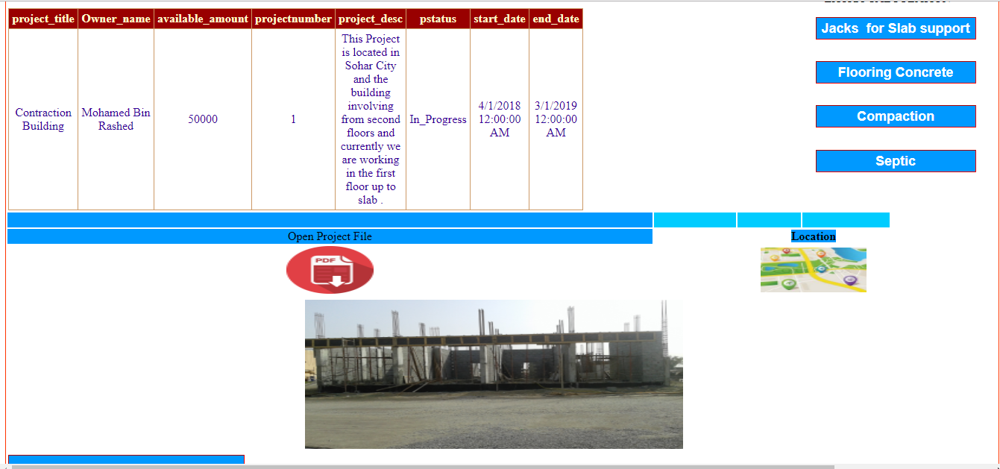 project_title Owner_name available_amount projectnumber project_desc pstatus start_date end_date
Contraction Building
Mohamed Bin Rashed
50000
1
This Project
is located in
Sohar City
and the
building
involving
from second
floors and
currently we
are working
in the first
floor up to
slab .
In_Progress
4/1/2018
12:00:00
AM
3/1/2019
12:00:00
AM
Jacks for Slab support
Flooring Concrete
Compaction
Septic
Open Project File
Location
PDF